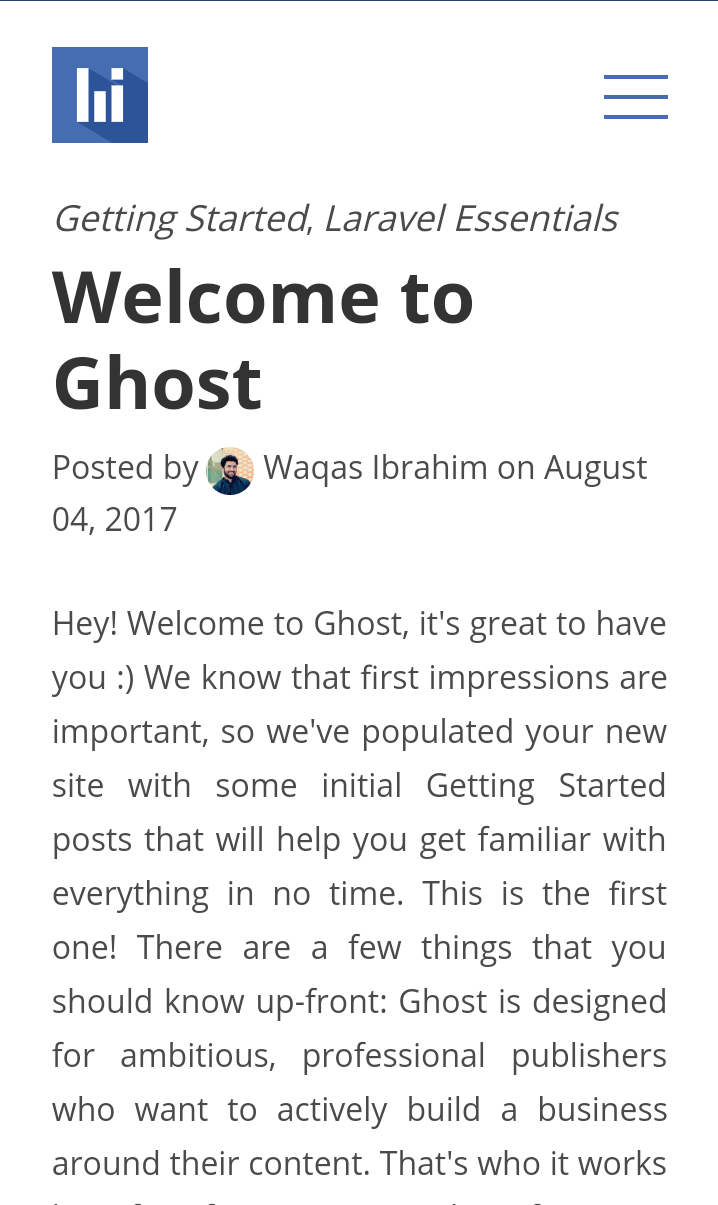 Getting Started, Laravel Essentials
Welcome to
Ghost
Posted by Waqas Ibrahim on August
04, 2017
Hey! Welcome to Ghost, it's great to have
you :) We know that first impressions are
important, so we've populated your new
site with some initial Getting Started
posts that will help you get familiar with
everything in no time. This is the first
one! There are a few things that you
should know up-front: Ghost is designed
for ambitious, professional publishers
who want to actively build a business
around their content. That's who it works